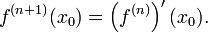 f^{(n+1)}(x_0) = \left(f^{(n)}\right)'(x_0).